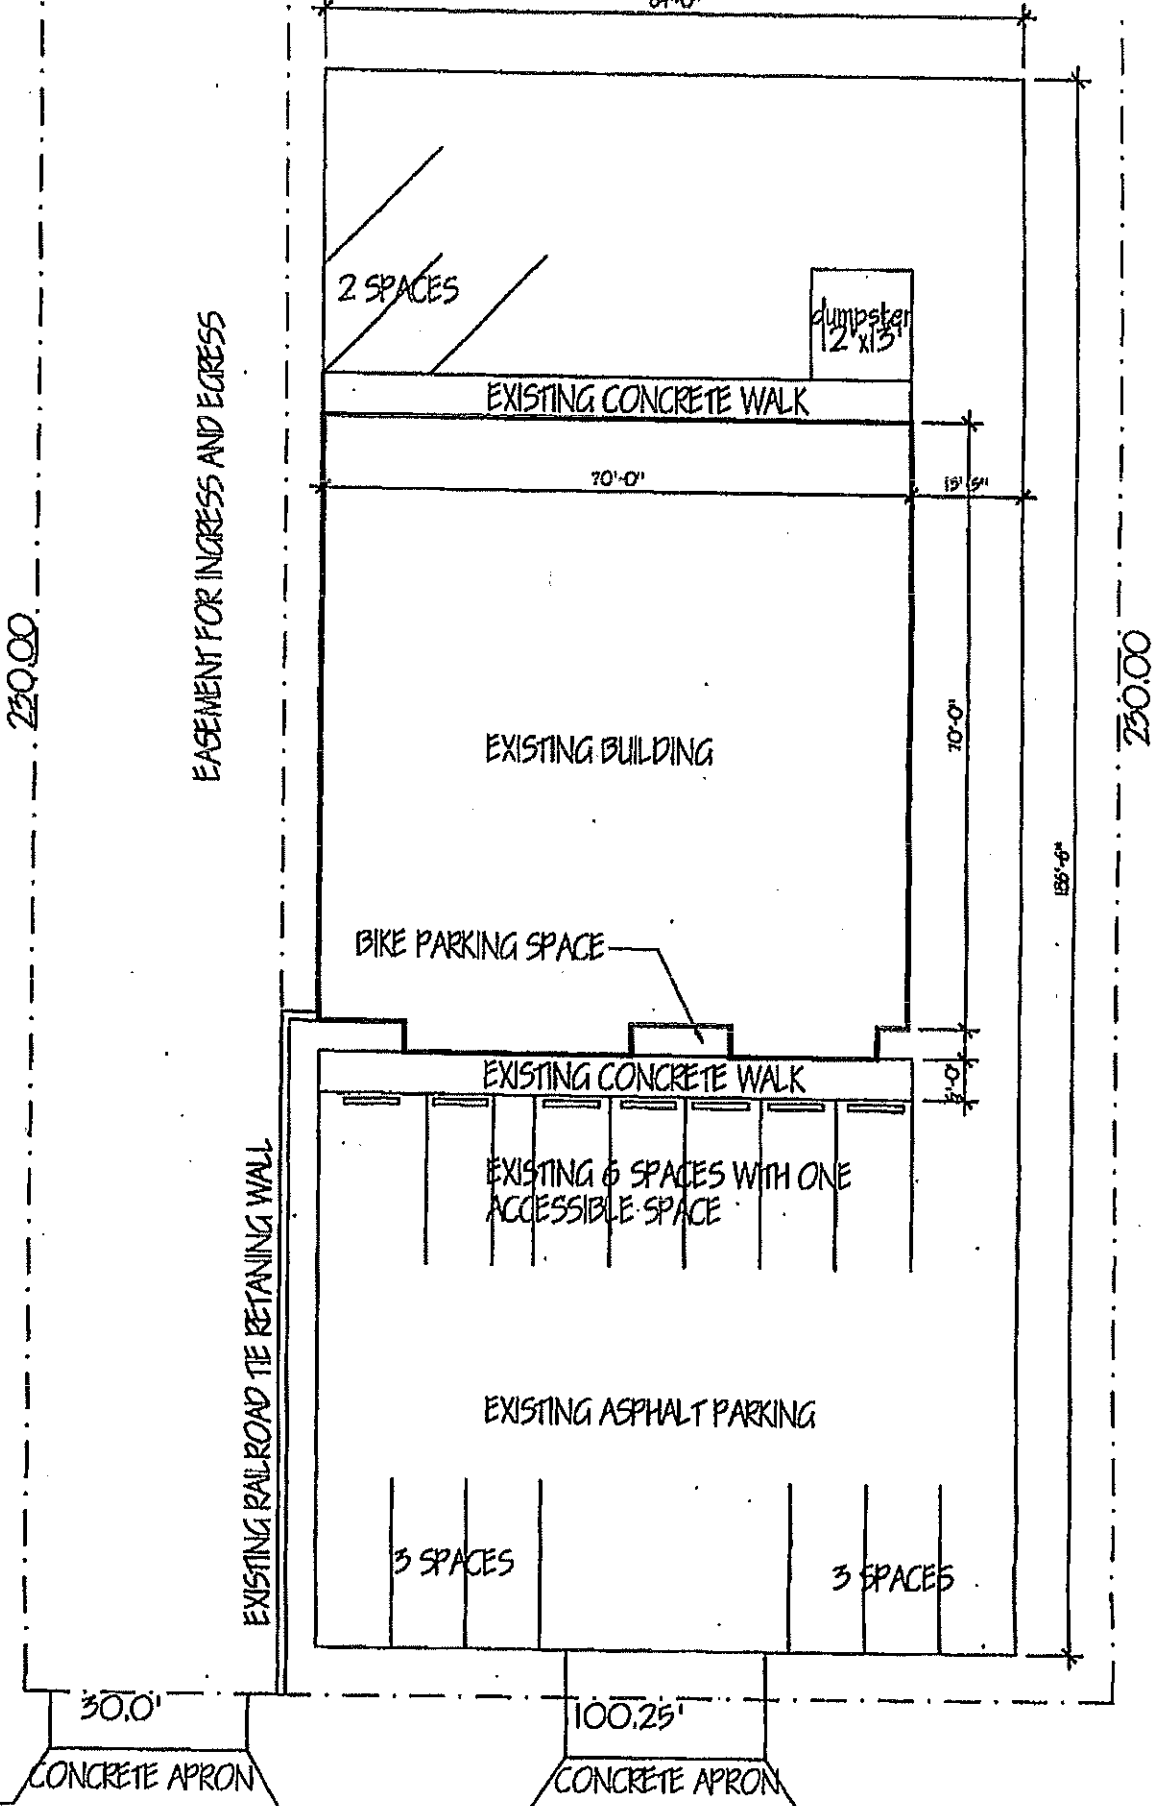 2 SPACES
dumpster
12'x13'
EXISTING CONCRETE WALK
70'-0"
15' 5"
EASEMENT FOR INGRESS AND EGRESS
230.00
230.00
70'-0"
EXISTING BUILDING
186'-6"
BIKE PARKING SPACE
EXISTING CONCRETE WALK
5'-0"
EXISTING 6 SPACES WITH ONE
ACCESSIBLE SPACE
EXISTING RAILROAD TIE RETANING WALL
EXISTING ASPHALT PARKING
3 SPACES
3 SPACES
30.0'
100.25'
CONCRETE APRON
CONCRETE APRON